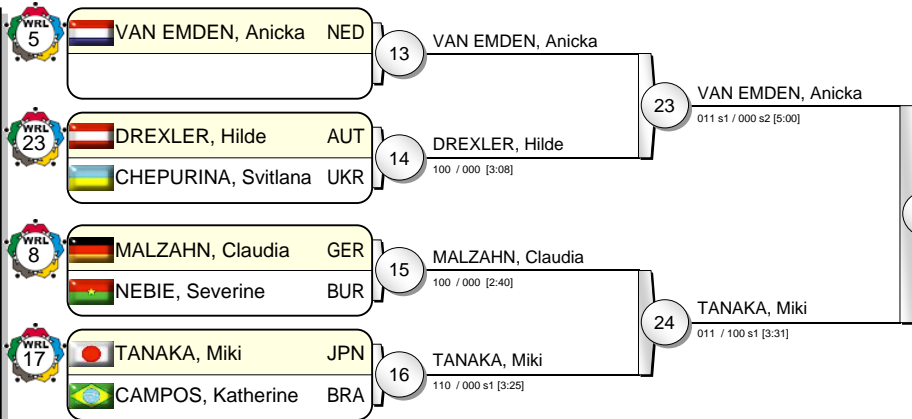 WRL 5
VAN EMDEN, Anicka NED
13
VAN EMDEN, Anicka
WRL 23
DREXLER, Hilde AUT
CHEPURINA, Svitlana UKR
14
DREXLER, Hilde
100 / 000 [3:08]
23
VAN EMDEN, Anicka
011 s1 / 000 s2 [5:00]
WRL 8
MALZAHN, Claudia GER
NEBIE, Severine BUR
15
MALZAHN, Claudia
100 / 000 [2:40]
WRL 17
TANAKA, Miki JPN
CAMPOS, Katherine BRA
16
TANAKA, Miki
110 / 000 s1 [3:25]
24
TANAKA, Miki
011 / 100 s1 [3:31]